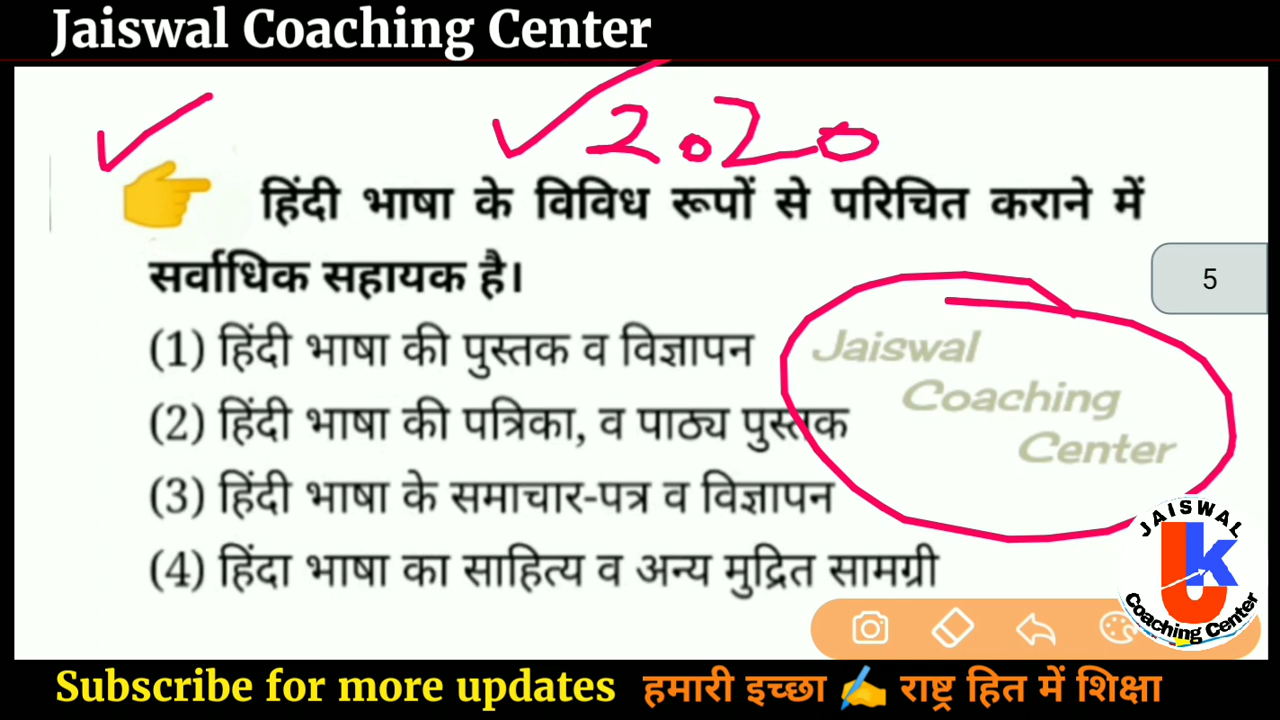 Jaiswal Coaching Center
2020
हिंदी भाषा के विविध रूपों से परिचित कराने में
सर्वाधिक सहायक है।
5
(1) हिंदी भाषा की पुस्तक व विज्ञापन
(2) हिंदी भाषा की पत्रिका, व पाठ्य पुस्तक
(3) हिंदी भाषा के समाचार-पत्र व विज्ञापन
(4) हिंदा भाषा का साहित्य व अन्य मुद्रित सामग्री
Jaiswal
Coaching
Center
JAISWAL
JK
Coaching Center
Subscribe for more updates हमारी इच्छा ✍️ राष्ट्र हित में शिक्षा